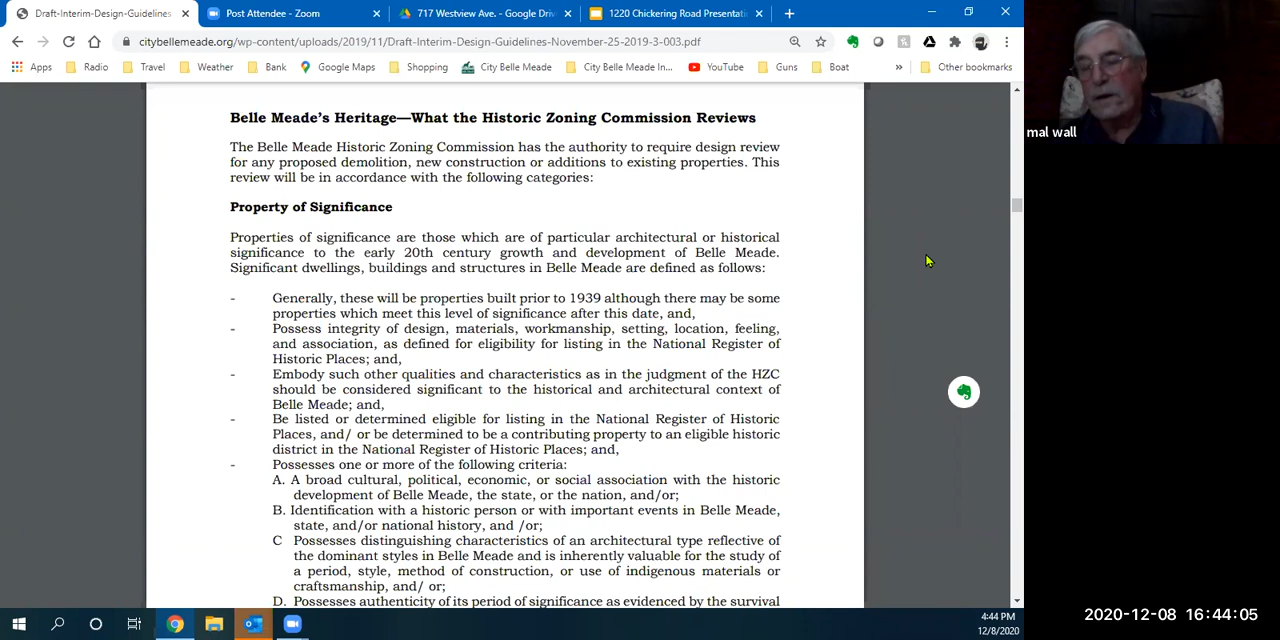 Draft-Interim-Design-Guidelines
Post Attendee - Zoom
717 Westview Ave. - Google Driv
1220 Chickering Road Presentati
citybellemeade.org/wp-content/uploads/2019/11/Draft-Interim-Design-Guidelines-November-25-2019-3-003.pdf
Apps Radio Travel Weather Bank Google Maps Shopping City Belle Meade City Belle Meade In... YouTube Guns Boat » Other bookmarks
Belle Meade's Heritage—What the Historic Zoning Commission Reviews
The Belle Meade Historic Zoning Commission has the authority to require design review
for any proposed demolition, new construction or additions to existing properties. This
review will be in accordance with the following categories:
Property of Significance
Properties of significance are those which are of particular architectural or historical
significance to the early 20th century growth and development of Belle Meade.
Significant dwellings, buildings and structures in Belle Meade are defined as follows:
- Generally, these will be properties built prior to 1939 although there may be some
properties which meet this level of significance after this date, and,
- Possess integrity of design, materials, workmanship, setting, location, feeling,
and association, as defined for eligibility for listing in the National Register of
Historic Places; and,
- Embody such other qualities and characteristics as in the judgment of the HZC
should be considered significant to the historical and architectural context of
Belle Meade; and,
- Be listed or determined eligible for listing in the National Register of Historic
Places, and/ or be determined to be a contributing property to an eligible historic
district in the National Register of Historic Places; and,
- Possesses one or more of the following criteria:
A. A broad cultural, political, economic, or social association with the historic
development of Belle Meade, the state, or the nation, and/or;
B. Identification with a historic person or with important events in Belle Meade,
state, and/or national history, and /or;
C Possesses distinguishing characteristics of an architectural type reflective of
the dominant styles in Belle Meade and is inherently valuable for the study of
a period, style, method of construction, or use of indigenous materials or
craftsmanship, and/ or;
D. Possesses authenticity of its period of significance as evidenced by the survival
mal wall
4:44 PM
12/8/2020
2020-12-08 16:44:05